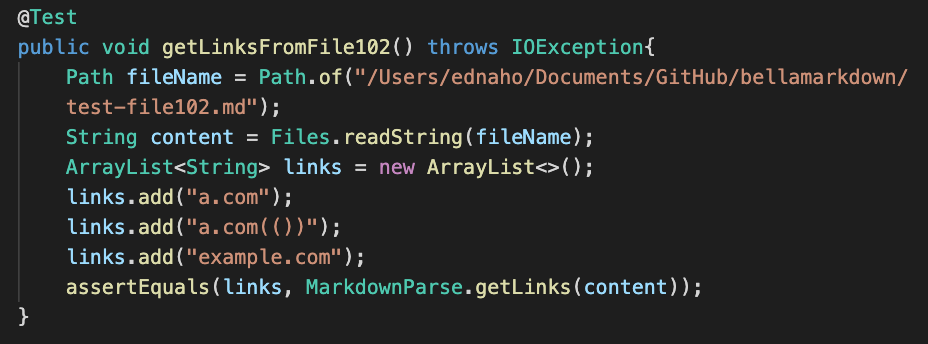 @Test
public void getLinksFromFile102() throws IOException{
Path fileName = Path.of("/Users/ednaho/Documents/GitHub/bellamarkdown/
test-file102.md");
String content = Files.readString(fileName);
ArrayList<String> links = new ArrayList<>();
links.add("a.com");
links.add("a.com(())");
links.add("example.com");
assertEquals(links, MarkdownParse.getLinks(content));
}